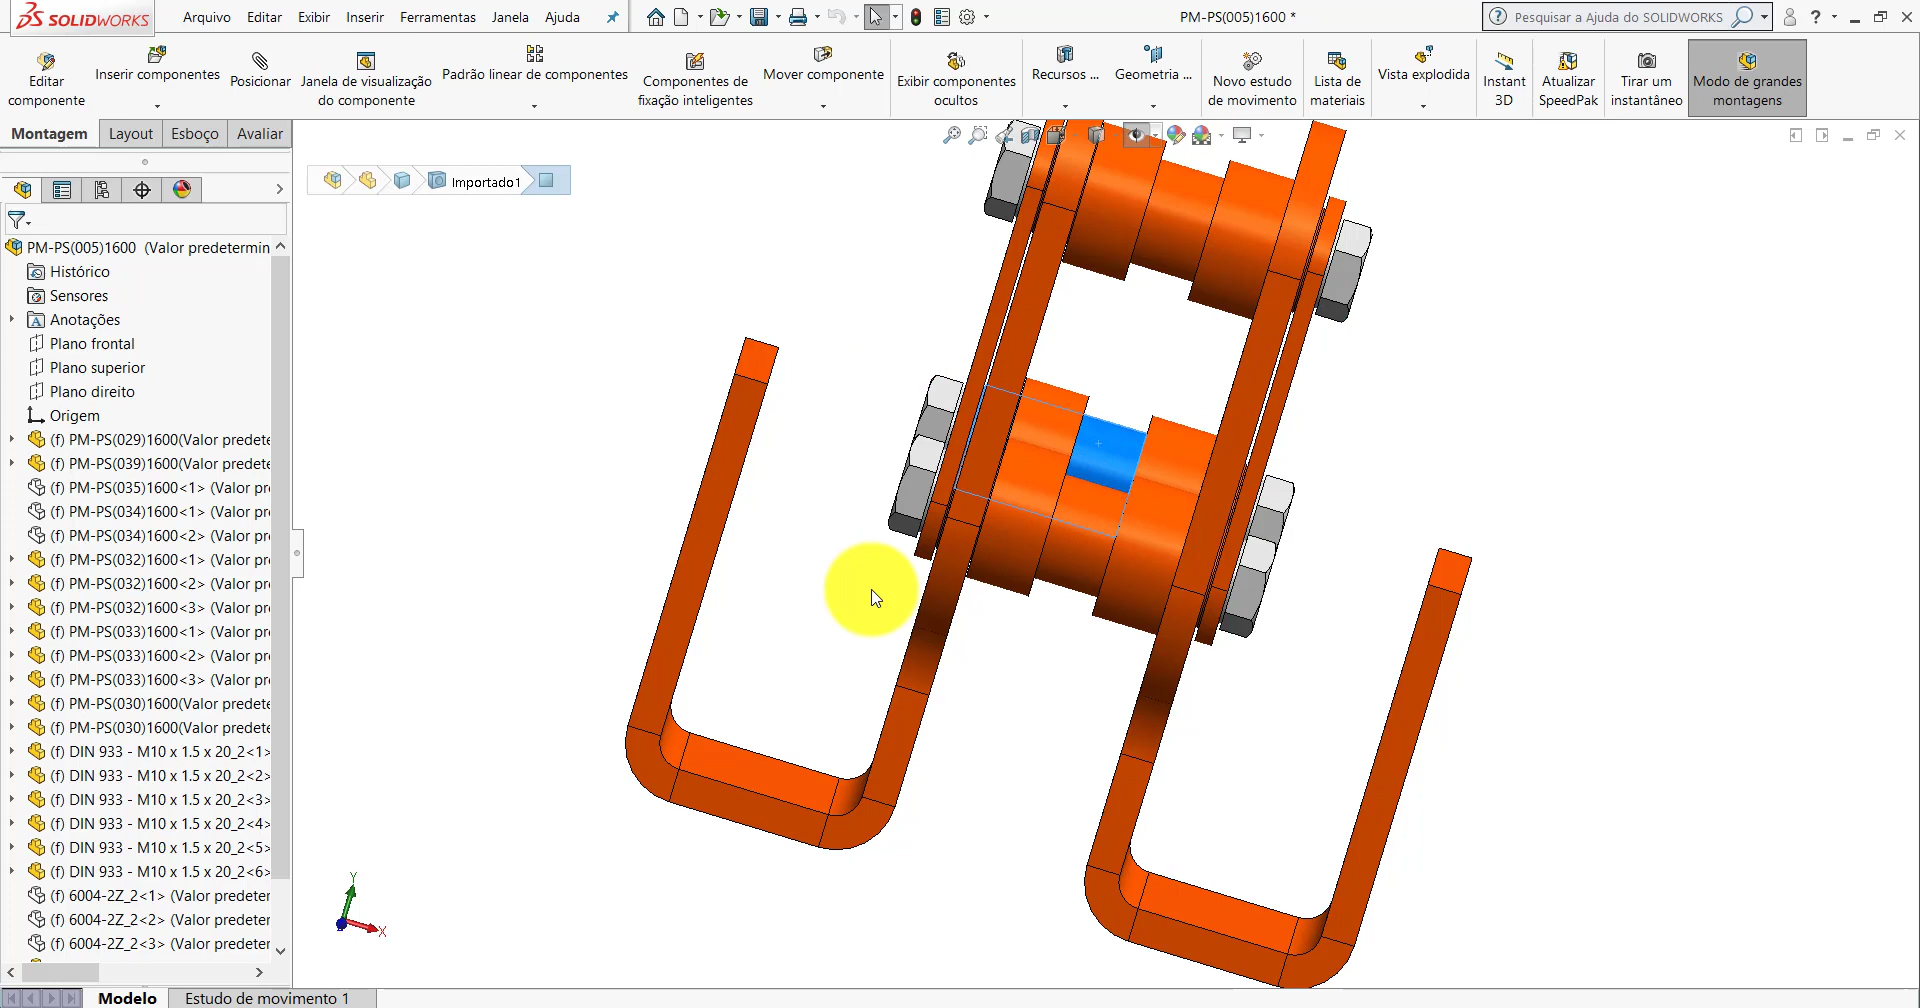 SOLIDWORKS
Arquivo Editar Exibir Inserir Ferramentas Janela Ajuda
PM-PS(005)1600 *
Pesquisar a Ajuda do SOLIDWORKS
Editar componente
Inserir componentes
Posicionar
Janela de visualização do componente
Padrão linear de componentes
Componentes de fixação inteligentes
Mover componente
Exibir componentes ocultos
Recursos ...
Geometria ...
Novo estudo de movimento
Lista de materiais
Vista explodida
Instant 3D
Atualizar SpeedPak
Tirar um instantâneo
Modo de grandes montagens
Montagem Layout Esboço Avaliar
Importado1
PM-PS(005)1600 (Valor predetermin
Histórico
Sensores
Anotações
Plano frontal
Plano superior
Plano direito
Origem
(f) PM-PS(029)1600(Valor predete
(f) PM-PS(039)1600(Valor predete
(f) PM-PS(035)1600<1> (Valor pr
(f) PM-PS(034)1600<1> (Valor pr
(f) PM-PS(034)1600<2> (Valor pr
(f) PM-PS(032)1600<1> (Valor pr
(f) PM-PS(032)1600<2> (Valor pr
(f) PM-PS(032)1600<3> (Valor pr
(f) PM-PS(033)1600<1> (Valor pr
(f) PM-PS(033)1600<2> (Valor pr
(f) PM-PS(033)1600<3> (Valor pr
(f) PM-PS(030)1600(Valor predete
(f) PM-PS(030)1600(Valor predete
(f) DIN 933 - M10 x 1.5 x 20_2<1>
(f) DIN 933 - M10 x 1.5 x 20_2<2>
(f) DIN 933 - M10 x 1.5 x 20_2<3>
(f) DIN 933 - M10 x 1.5 x 20_2<4>
(f) DIN 933 - M10 x 1.5 x 20_2<5>
(f) DIN 933 - M10 x 1.5 x 20_2<6>
(f) 6004-2Z_2<1> (Valor predeter
(f) 6004-2Z_2<2> (Valor predeter
(f) 6004-2Z_2<3> (Valor predeter
Y
X
Modelo Estudo de movimento 1